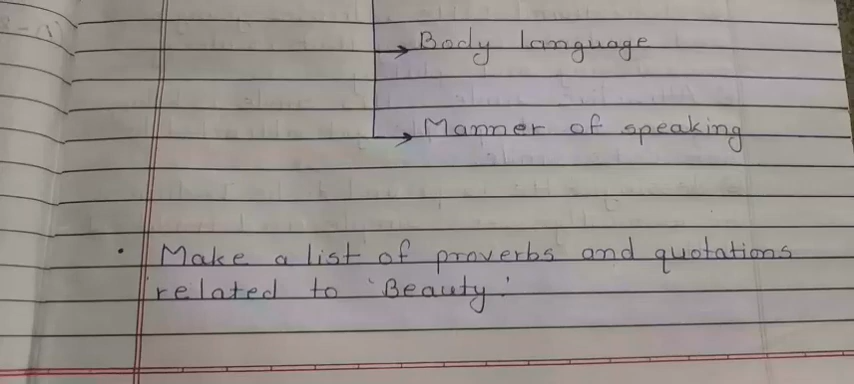 Body language
Manner of speaking
• Make a list of proverbs and quotations
related to 'Beauty'